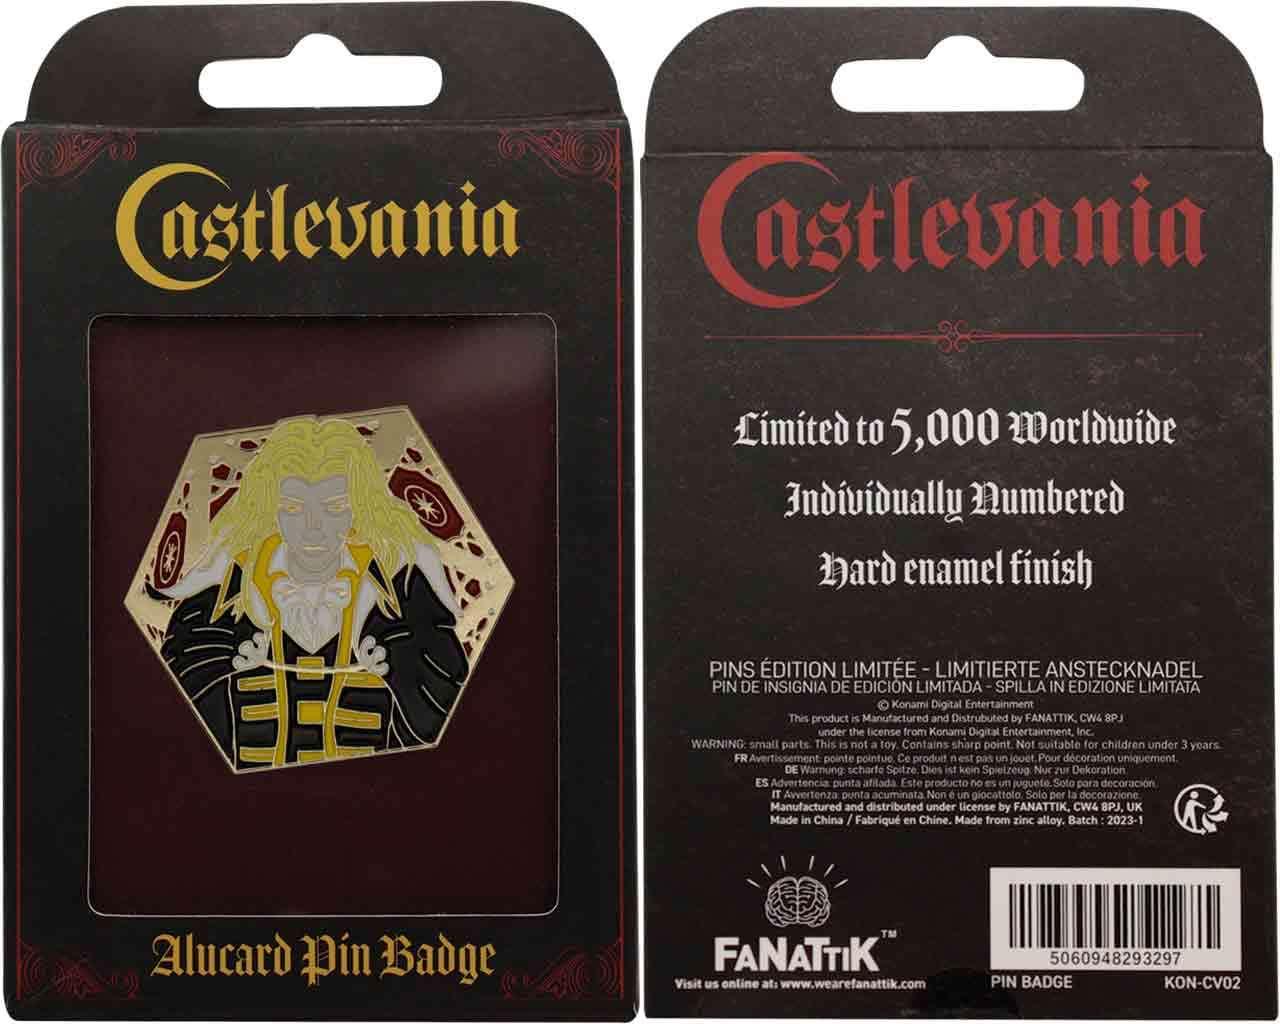 Castlevania
Alucard Pin Badge
Castlevania
Limited to 5,000 Worldwide
Individually Numbered
Hard enamel finish
PINS ÉDITION LIMITÉE - LIMITIERTE ANSTECKNADEL
PIN DE INSIGNIA DE EDICIÓN LIMITADA - SPILLA IN EDIZIONE LIMITATA
© Konami Digital Entertainment
This product is Manufactured and Distrubuted by FANATTIK, CW4 8PJ
under the license from Konami Digital Entertainment, Inc.
WARNING: small parts. This is not a toy. Contains sharp point. Not suitable for children under 3 years.
FR Avertissement: pointe pointue. Ce produit n est pas un jouet. Pour décoration uniquement.
DE Warnung: scharfe Spitze. Dies ist kein Spielzeug. Nur zur Dekoration.
ES Advertencia: punta afilada. Este producto no es un juguete. Solo para decoración.
IT Avvertenza: punta acuminata. Non è un giocattolo. Solo per la decorazione.
Manufactured and distributed under license by FANATTIK, CW4 8PJ, UK
Made in China / Fabriqué en Chine. Made from zinc alloy. Batch : 2023-1
FANATTIK™
Visit us online at: www.wearefanattik.com
5060948293297
PIN BADGE KON-CV02